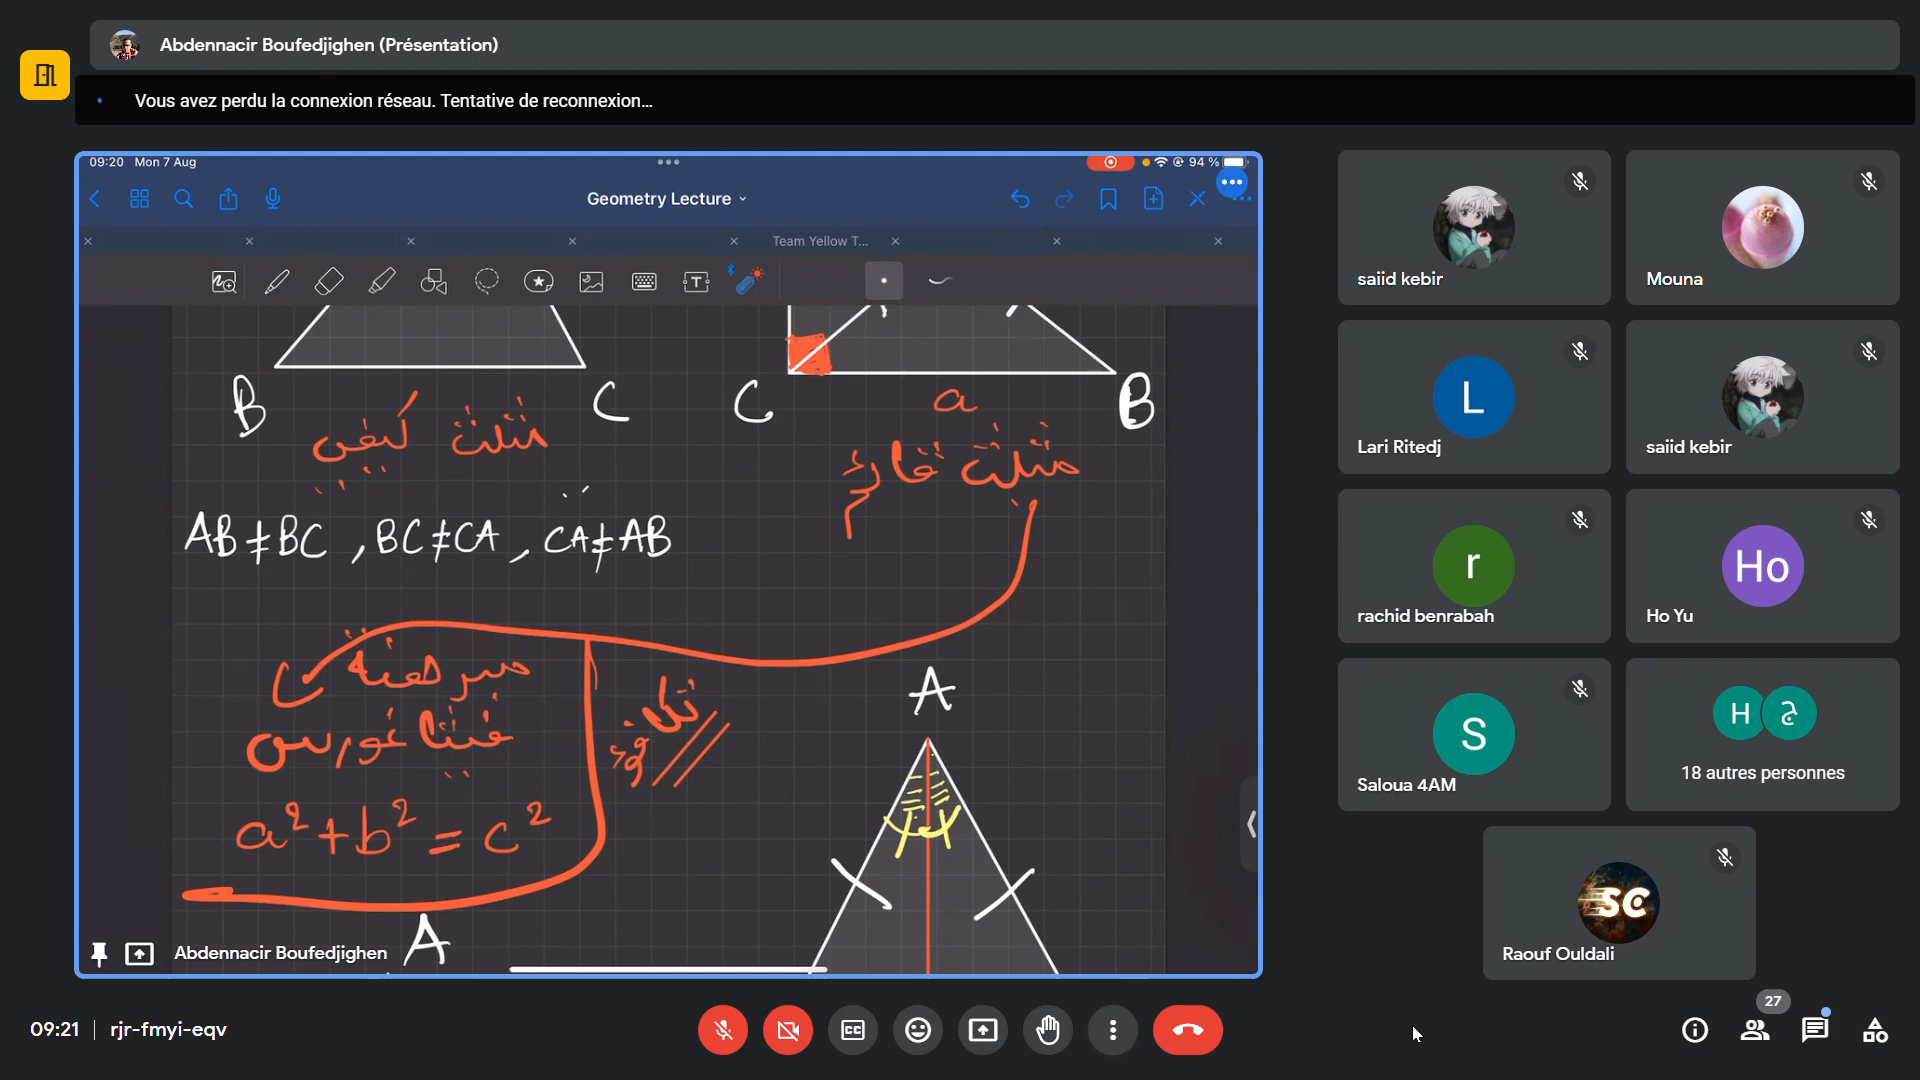 Abdennacir Boufedjighen (Présentation)
Vous avez perdu la connexion réseau. Tentative de reconnexion...
09:20 Mon 7 Aug
94 %
Geometry Lecture
Team Yellow T...
B
C
C
a
B
مثلث كيفي
مثلث قائم
AB ≠ BC , BC ≠ CA , CA ≠ AB
مبرهنة
فيثاغورس
a² + b² = c²
A
A
Abdennacir Boufedjighen
saiid kebir
Mouna
L
Lari Ritedj
saiid kebir
r
rachid benrabah
Ho
Ho Yu
S
Saloua 4AM
H
ج
18 autres personnes
SC
Raouf Ouldali
09:21 | rjr-fmyi-eqv
27